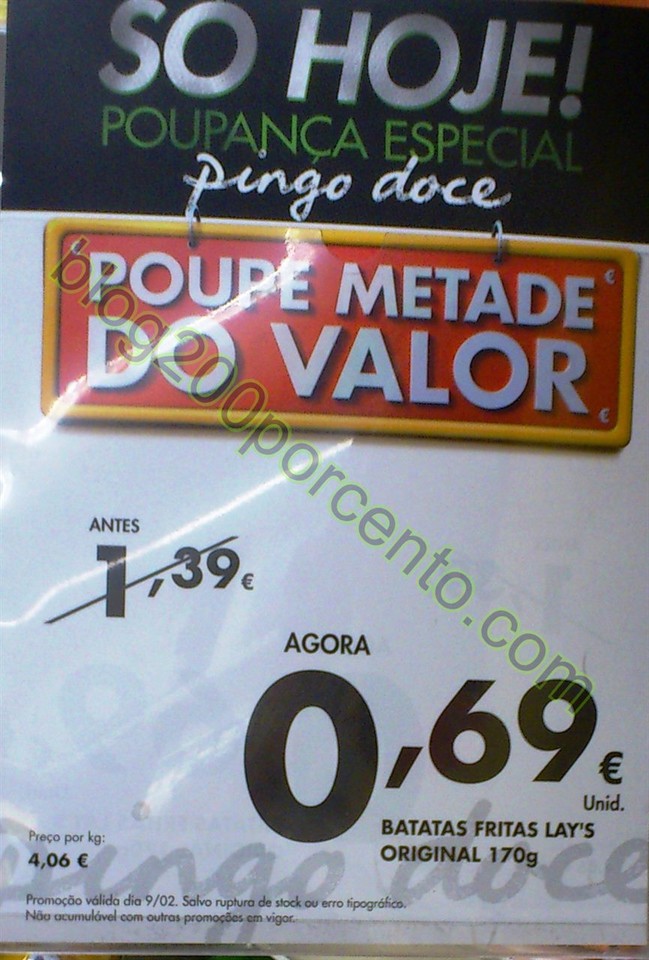 SO HOJE!
POUPANÇA ESPECIAL
pingo doce
POUPE METADE
DO VALOR
blog200porcento.com
ANTES
1,39€
AGORA
0,69€
Unid.
BATATAS FRITAS LAY'S
ORIGINAL 170g
Preço por kg:
4,06 €
pingo doce
Promoção válida dia 9/02. Salvo ruptura de stock ou erro tipográfico.
Não acumulável com outras promoções em vigor.